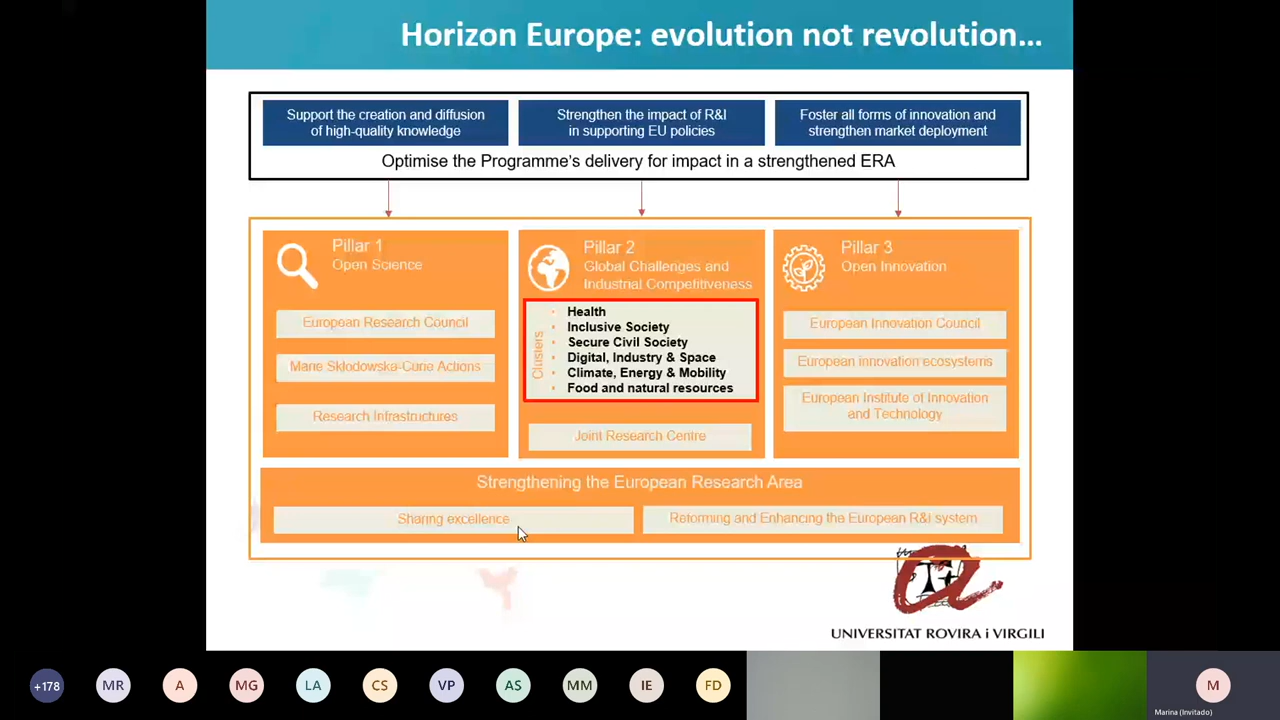 Horizon Europe: evolution not revolution...
Support the creation and diffusion
of high-quality knowledge
Strengthen the impact of R&I
in supporting EU policies
Foster all forms of innovation and
strengthen market deployment
Optimise the Programme's delivery for impact in a strengthened ERA
Pillar 1
Open Science
European Research Council
Marie Skłodowska-Curie Actions
Research Infrastructures
Pillar 2
Global Challenges and
Industrial Competitiveness
Clusters
• Health
• Inclusive Society
• Secure Civil Society
• Digital, Industry & Space
• Climate, Energy & Mobility
• Food and natural resources
Joint Research Centre
Pillar 3
Open Innovation
European Innovation Council
European innovation ecosystems
European Institute of Innovation
and Technology
Strengthening the European Research Area
Sharing excellence
Reforming and Enhancing the European R&I system
UNIVERSITAT ROVIRA i VIRGILI
+178
MR
A
MG
LA
CS
VP
AS
MM
IE
FD
M
Marina (Invitado)